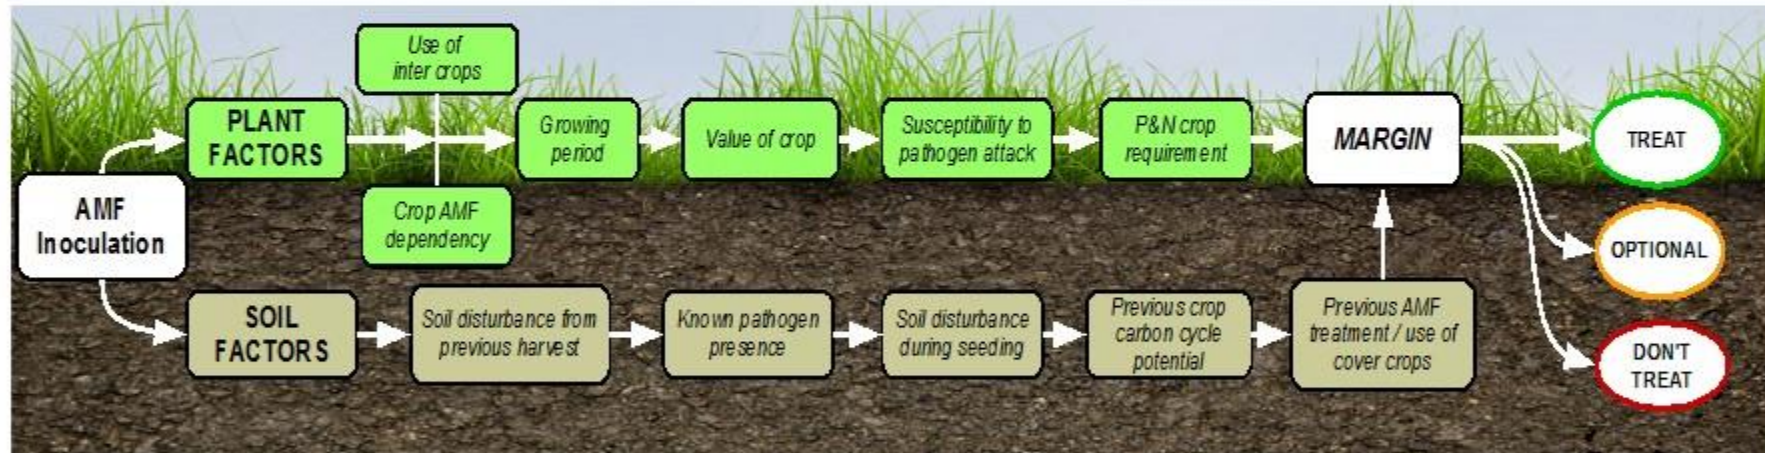 AMF
Inoculation
PLANT
FACTORS
Use of
inter crops
Crop AMF
dependency
Growing
period
Value of crop
Susceptibility to
pathogen attack
P&N crop
requirement
MARGIN
TREAT
OPTIONAL
DON'T
TREAT
SOIL
FACTORS
Soil disturbance from
previous harvest
Known pathogen
presence
Soil disturbance
during seeding
Previous crop
carbon cycle
potential
Previous AMF
treatment / use of
cover crops